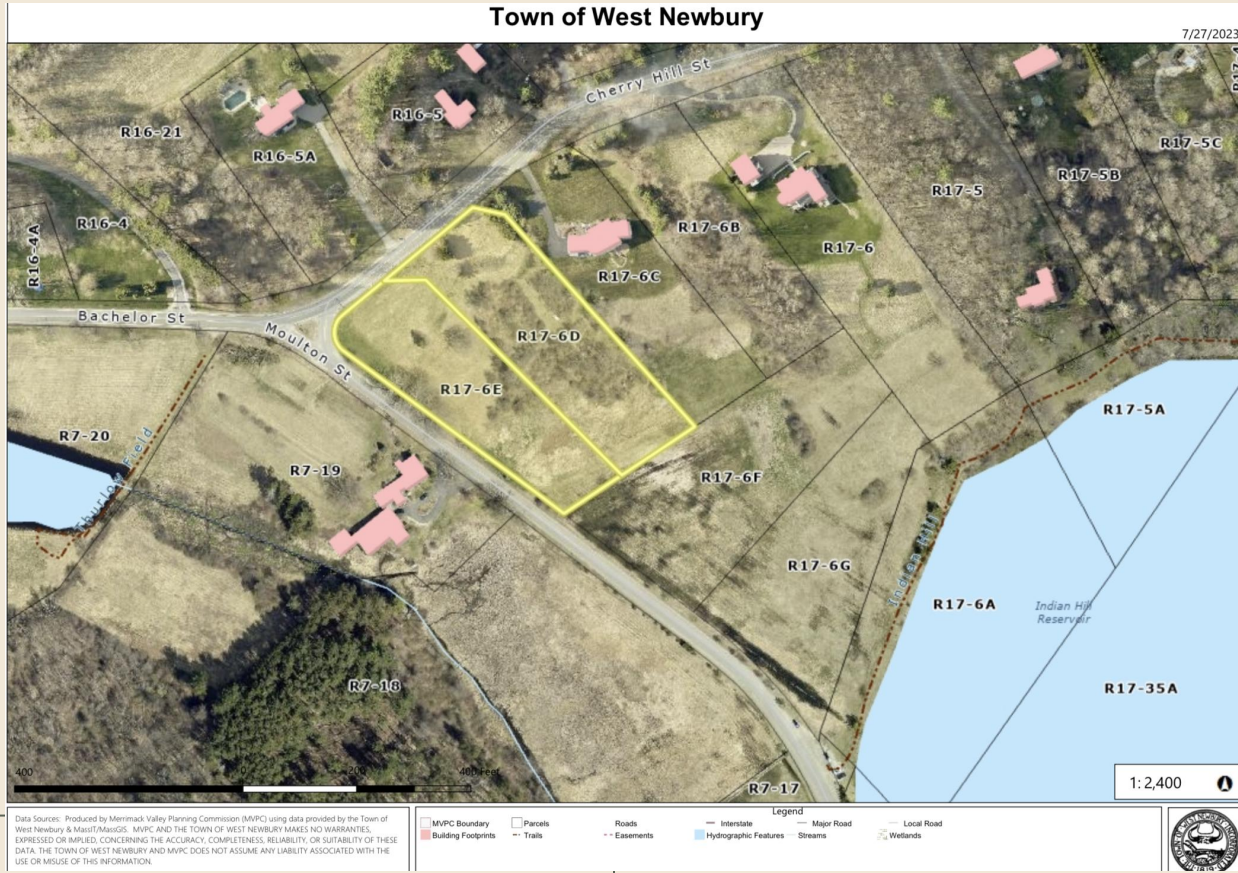 Town of West Newbury
7/27/2023
Cherry Hill St
R16-21
R16-5
R16-5A
R17-5C
R17-5B
R17-5
R16-4
R16-4A
R17-6B
R17-6
R17-6C
Bachelor St
Moulton St
R17-6D
R17-6E
R17-5A
R7-20
Thurlow Field
R7-19
R17-6F
R17-6G
Indian Hill
R17-6A
Indian Hill
Reservoir
R7-18
R17-35A
400 0 200 400 Feet
R7-17
1: 2,400
Data Sources: Produced by Merrimack Valley Planning Commission (MVPC) using data provided by the Town of
West Newbury & MassIT/MassGIS. MVPC AND THE TOWN OF WEST NEWBURY MAKES NO WARRANTIES,
EXPRESSED OR IMPLIED, CONCERNING THE ACCURACY, COMPLETENESS, RELIABILITY, OR SUITABILITY OF THESE
DATA. THE TOWN OF WEST NEWBURY AND MVPC DOES NOT ASSUME ANY LIABILITY ASSOCIATED WITH THE
USE OR MISUSE OF THIS INFORMATION.
Legend
MVPC Boundary Parcels Roads Interstate Major Road Local Road
Building Footprints Trails Easements Hydrographic Features Streams Wetlands